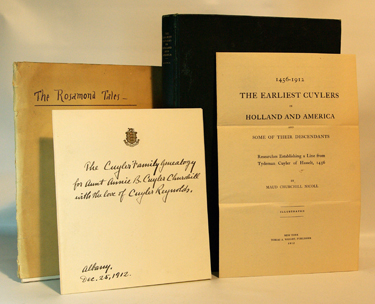 The Rosamond Tales —
The Cuyler Family Genealogy
for Aunt Annie B. Cuyler Churchill
with the love of Cuyler Reynolds.
Albany,
Dec. 25, 1912.
1456-1912
THE EARLIEST CUYLERS
IN
HOLLAND AND AMERICA
AND
SOME OF THEIR DESCENDANTS
Researches Establishing a Line from
Tydeman Cuyler of Hasselt, 1456
By
MAUD CHURCHILL NICOLL
ILLUSTRATED
NEW YORK
TOBIAS A. WRIGHT, PUBLISHER
1912